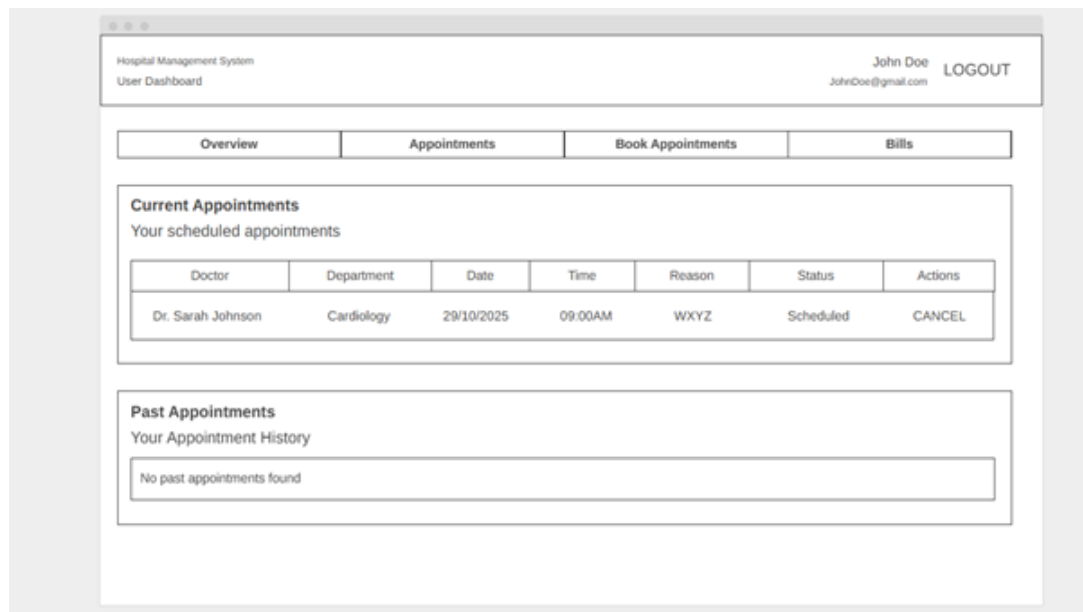 Hospital Management System
User Dashboard
John Doe
JohnDoe@gmail.com
LOGOUT
Overview Appointments Book Appointments Bills
Current Appointments
Your scheduled appointments
Doctor Department Date Time Reason Status Actions
Dr. Sarah Johnson Cardiology 29/10/2025 09:00AM WXYZ Scheduled CANCEL
Past Appointments
Your Appointment History
No past appointments found